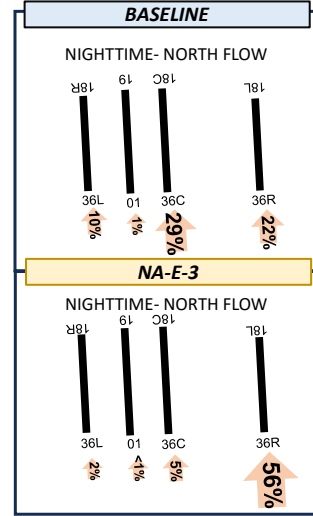 BASELINE
NIGHTTIME- NORTH FLOW
18R 19 18C 18L
36L 01 36C 36R
10% 1% 29% 22%
NA-E-3
NIGHTTIME- NORTH FLOW
18R 19 18C 18L
36L 01 36C 36R
2% <1% 5% 56%